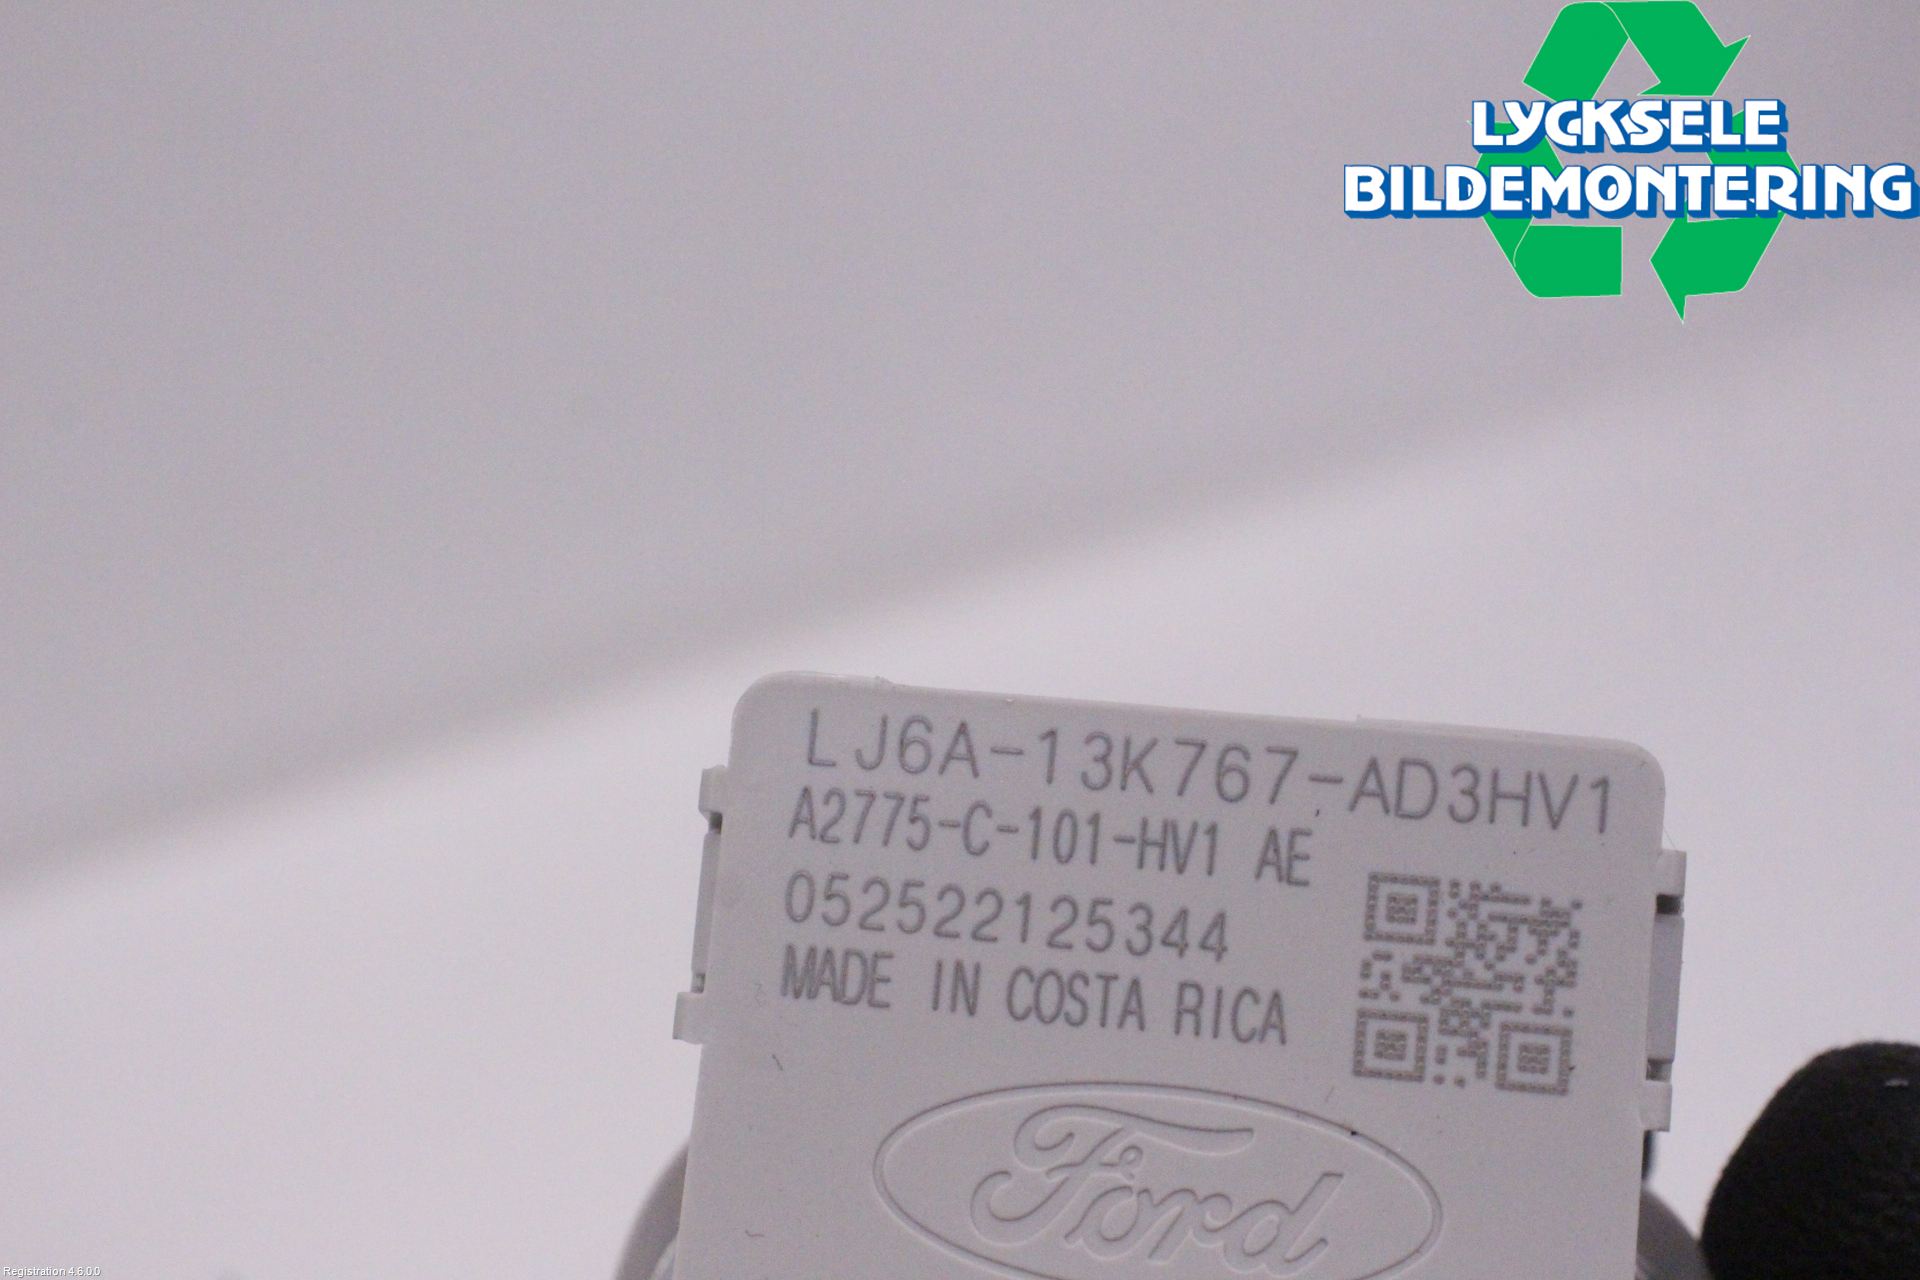 LYCKSELE
BILDEMONTERING
LJ6A-13K767-AD3HV1
A2775-C-101-HV1 AE
052522125344
MADE IN COSTA RICA
Ford
Registration 4.6.0.0